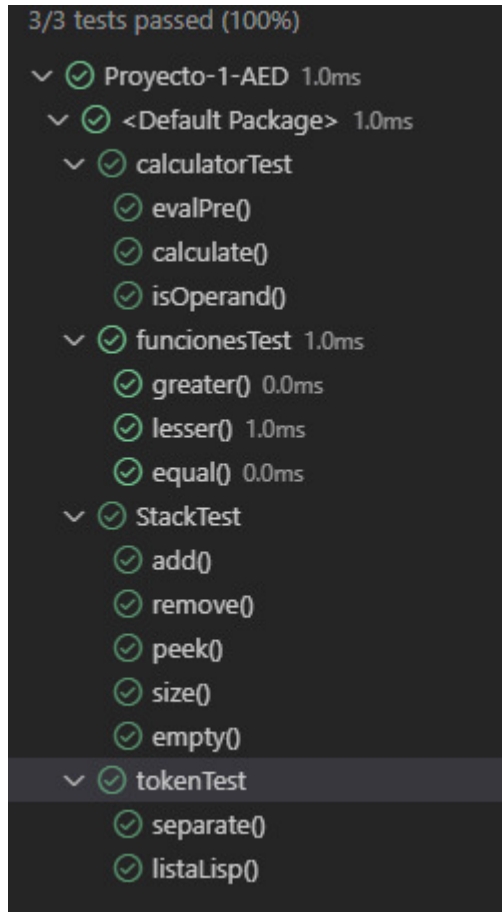 3/3 tests passed (100%)
Proyecto-1-AED 1.0ms
<Default Package> 1.0ms
calculatorTest
evalPre()
calculate()
isOperand()
funcionesTest 1.0ms
greater() 0.0ms
lesser() 1.0ms
equal() 0.0ms
StackTest
add()
remove()
peek()
size()
empty()
tokenTest
separate()
listaLisp()